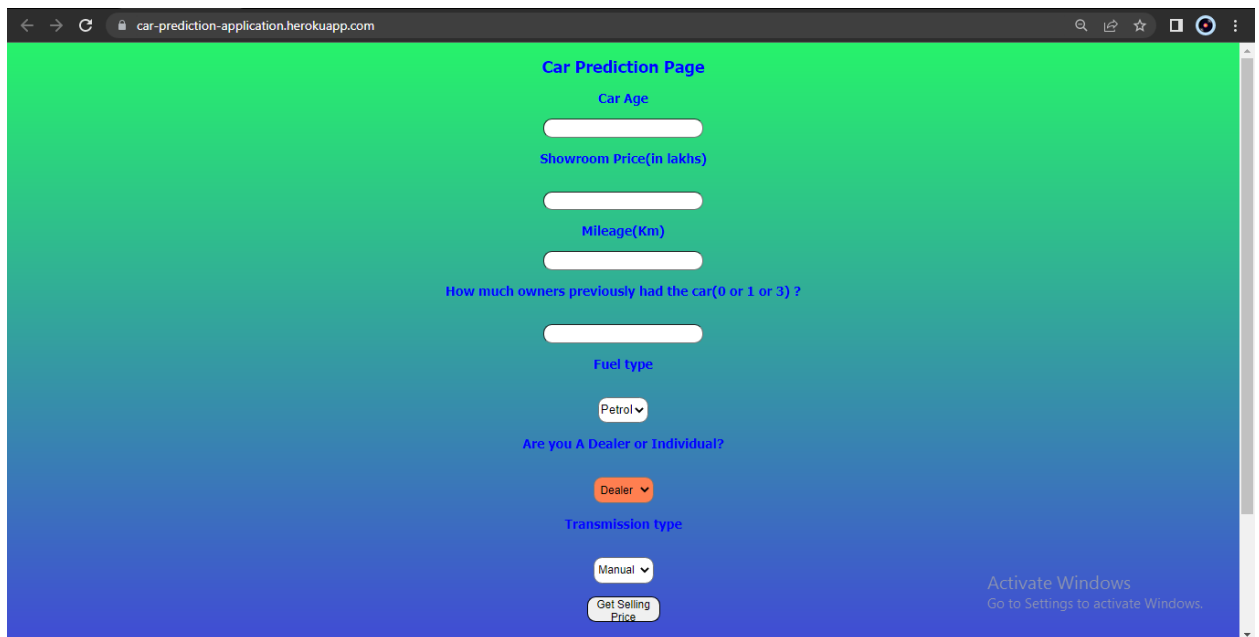 car-prediction-application.herokuapp.com
Car Prediction Page
Car Age
Showroom Price(in lakhs)
Mileage(Km)
How much owners previously had the car(0 or 1 or 3) ?
Fuel type
Petrol
Are you A Dealer or Individual?
Dealer
Transmission type
Manual
Get Selling
Price
Activate Windows
Go to Settings to activate Windows.